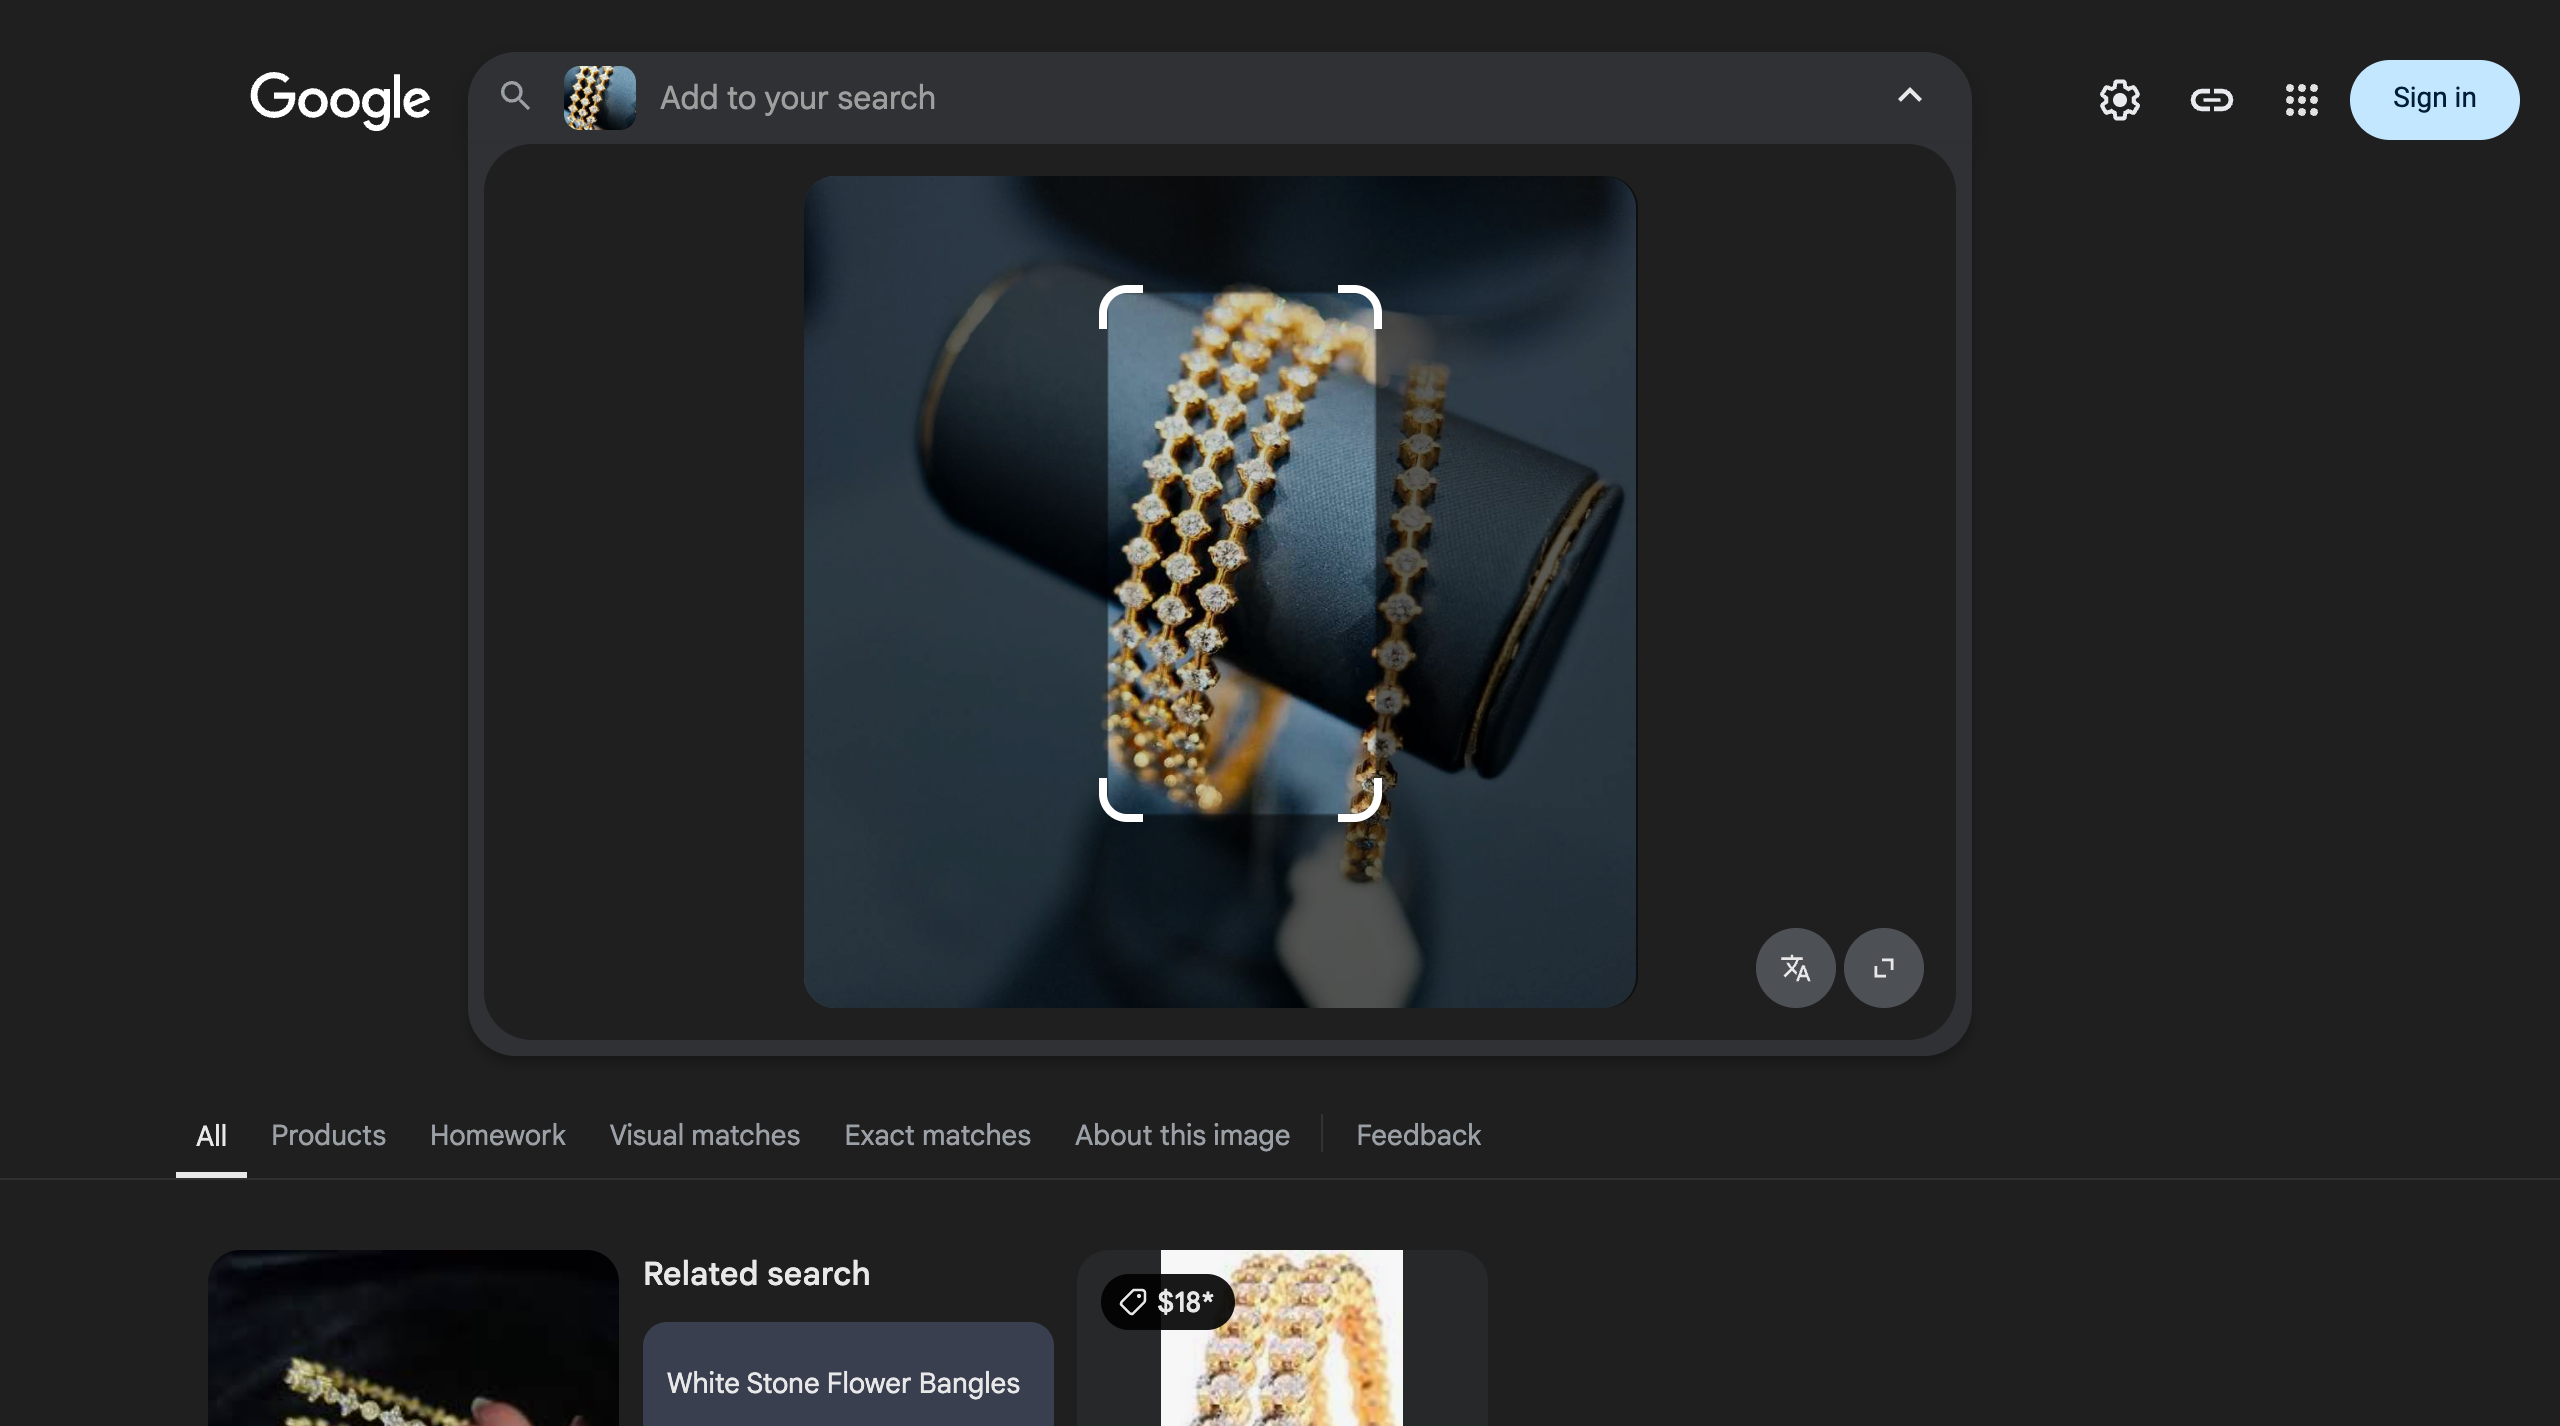 Google
Add to your search
Sign in
All
Products
Homework
Visual matches
Exact matches
About this image
Feedback
Related search
$18*
White Stone Flower Bangles